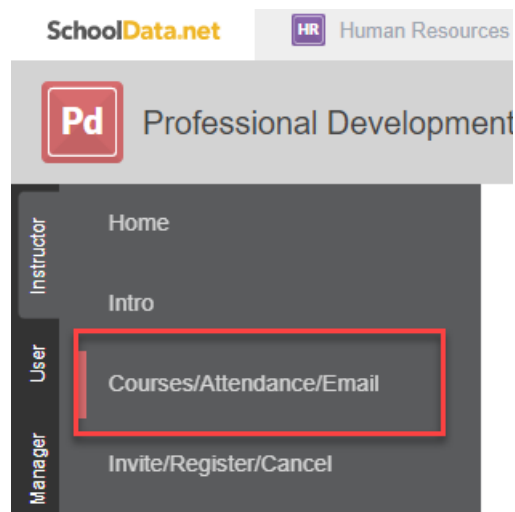 SchoolData.net
HR Human Resources
Pd Professional Development
Instructor
User
Manager
Home
Intro
Courses/Attendance/Email
Invite/Register/Cancel